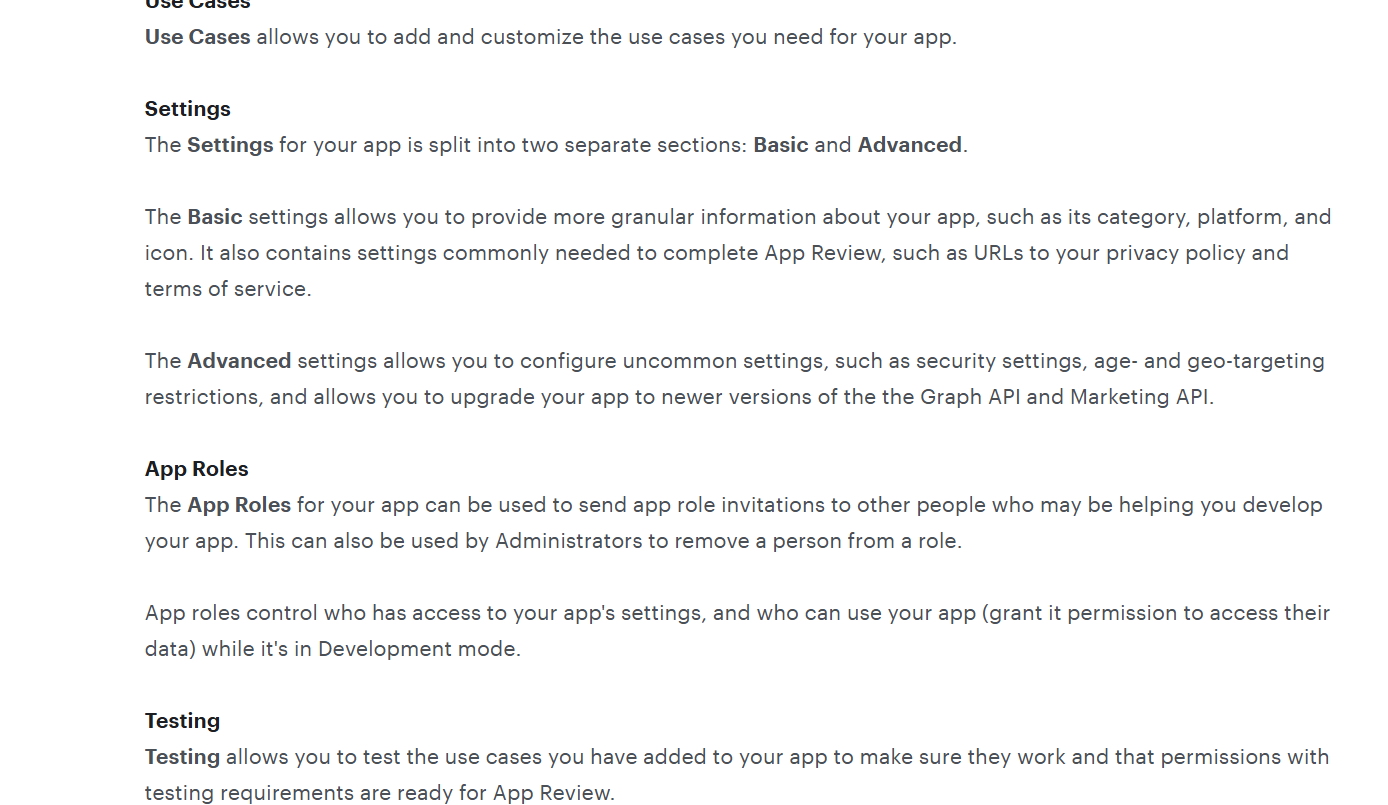 Use Cases
Use Cases allows you to add and customize the use cases you need for your app.
Settings
The Settings for your app is split into two separate sections: Basic and Advanced.
The Basic settings allows you to provide more granular information about your app, such as its category, platform, and
icon. It also contains settings commonly needed to complete App Review, such as URLs to your privacy policy and
terms of service.
The Advanced settings allows you to configure uncommon settings, such as security settings, age- and geo-targeting
restrictions, and allows you to upgrade your app to newer versions of the the Graph API and Marketing API.
App Roles
The App Roles for your app can be used to send app role invitations to other people who may be helping you develop
your app. This can also be used by Administrators to remove a person from a role.
App roles control who has access to your app's settings, and who can use your app (grant it permission to access their
data) while it's in Development mode.
Testing
Testing allows you to test the use cases you have added to your app to make sure they work and that permissions with
testing requirements are ready for App Review.